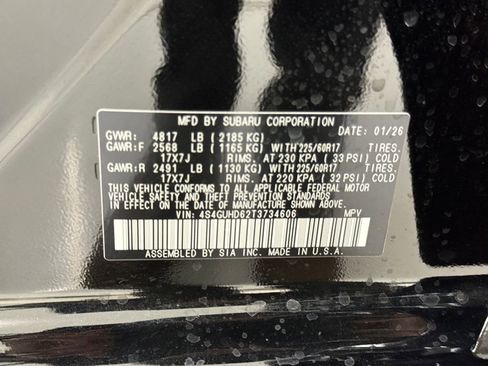 MFD BY SUBARU CORPORATION
GVWR: 4817 LB ( 2185 KG) DATE: 01/26
GAWR:F 2568 LB ( 1165 KG) WITH 225/60R17 TIRES.
17X7J RIMS. AT 230 KPA ( 33 PSI) COLD
GAWR:R 2491 LB ( 1130 KG) WITH 225/60R17 TIRES.
17X7J RIMS. AT 220 KPA ( 32 PSI) COLD
THIS VEHICLE CONFORMS TO ALL APPLICABLE FEDERAL MOTOR
VEHICLE SAFETY, BUMPER, AND THEFT PREVENTION STANDARDS
IN EFFECT ON THE DATE OF MANUFACTURE SHOWN ABOVE.
VIN: 4S4GUHD62T3734606 MPV
ASSEMBLED BY SIA INC. MADE IN U.S.A.